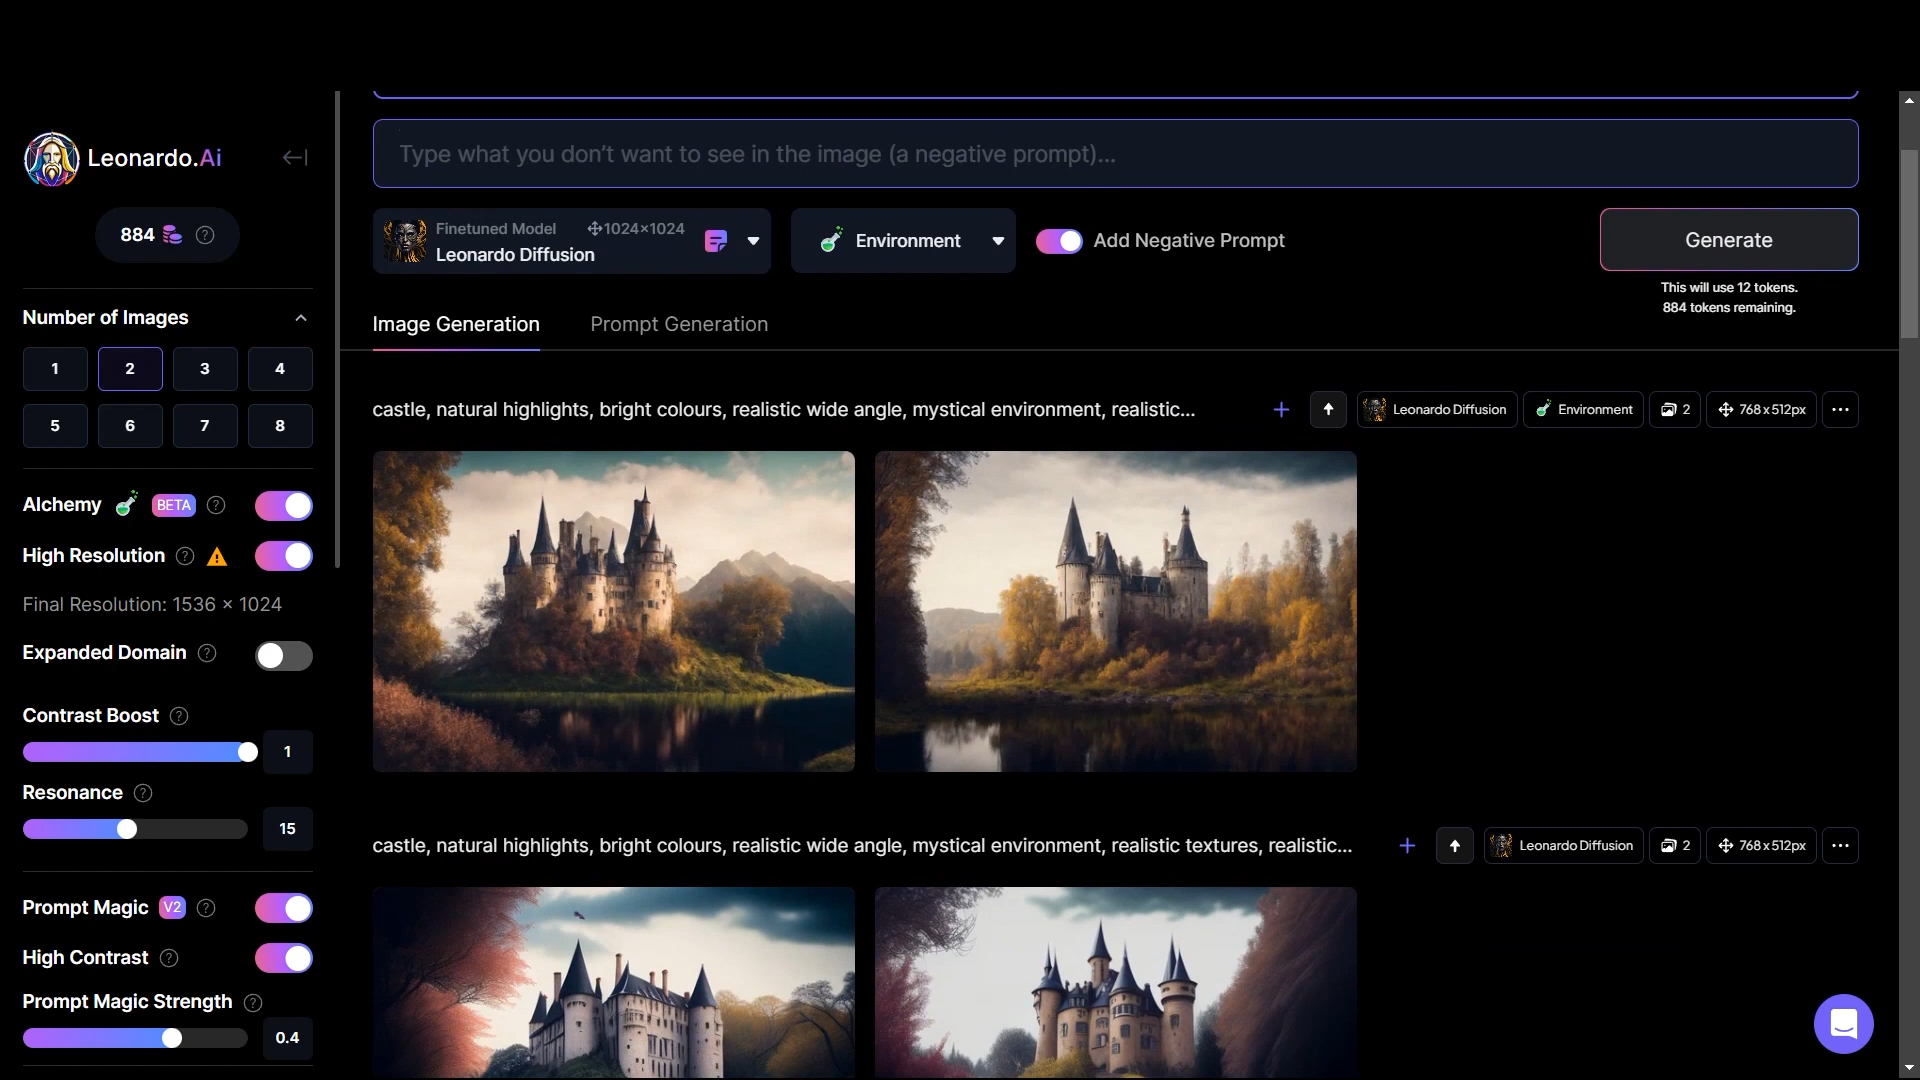 Leonardo.Ai
884
Number of Images
1 2 3 4
5 6 7 8
Alchemy BETA
High Resolution
Final Resolution: 1536 × 1024
Expanded Domain
Contrast Boost
1
Resonance
15
Prompt Magic V2
High Contrast
Prompt Magic Strength
0.4
Type what you don’t want to see in the image (a negative prompt)...
Finetuned Model 1024×1024
Leonardo Diffusion
Environment
Add Negative Prompt
Generate
This will use 12 tokens.
884 tokens remaining.
Image Generation Prompt Generation
castle, natural highlights, bright colours, realistic wide angle, mystical environment, realistic...
Leonardo Diffusion Environment 2 768 x 512px
castle, natural highlights, bright colours, realistic wide angle, mystical environment, realistic textures, realistic...
Leonardo Diffusion 2 768 x 512px